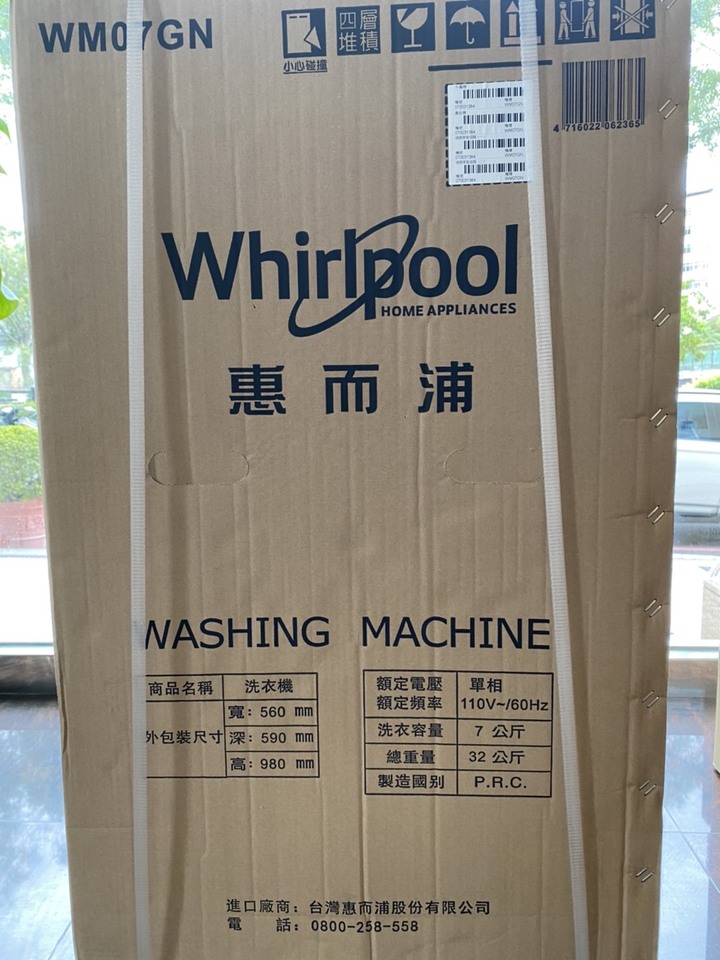 WM07GN
小心碰撞
四層
堆積
4 716022 062365
Whirlpool
HOME APPLIANCES
惠而浦
WASHING MACHINE
商品名稱 洗衣機
外包裝尺寸
寬: 560 mm
深: 590 mm
高: 980 mm
額定電壓 單相
額定頻率 110V~/60Hz
洗衣容量 7 公斤
總重量 32 公斤
製造國別 P.R.C.
進口廠商: 台灣惠而浦股份有限公司
電 話: 0800-258-558